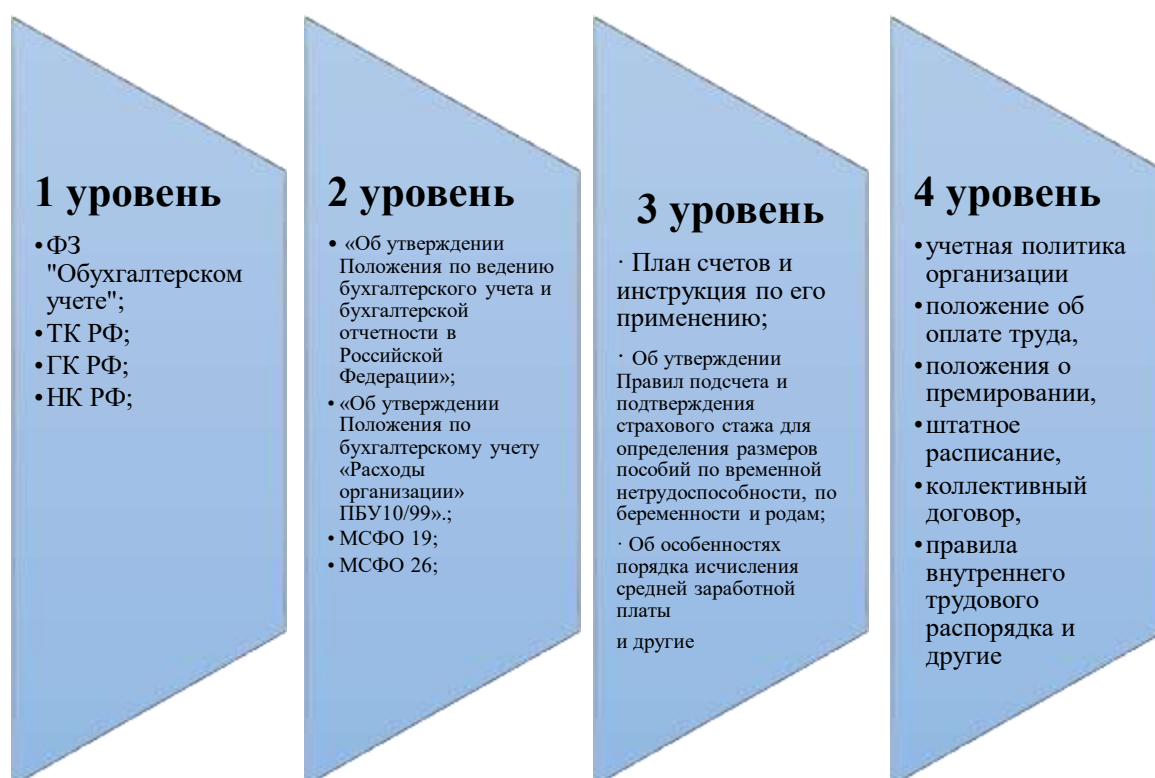 1 уровень
•ФЗ
"Обухгалтерском
учете";
•ТК РФ;
•ГК РФ;
•НК РФ;
2 уровень
• «Об утверждении
Положения по ведению
бухгалтерского учета и
бухгалтерской
отчетности в
Российской
Федерации»;
• «Об утверждении
Положения по
бухгалтерскому учету
«Расходы
организации»
ПБУ10/99».;
• МСФО 19;
• МСФО 26;
3 уровень
· План счетов и
инструкция по его
применению;
· Об утверждении
Правил подсчета и
подтверждения
страхового стажа для
определения размеров
пособий по временной
нетрудоспособности, по
беременности и родам;
· Об особенностях
порядка исчисления
средней заработной
платы
и другие
4 уровень
•учетная политика
организации
•положение об
оплате труда,
•положения о
премировании,
•штатное
расписание,
•коллективный
договор,
•правила
внутреннего
трудового
распорядка и
другие